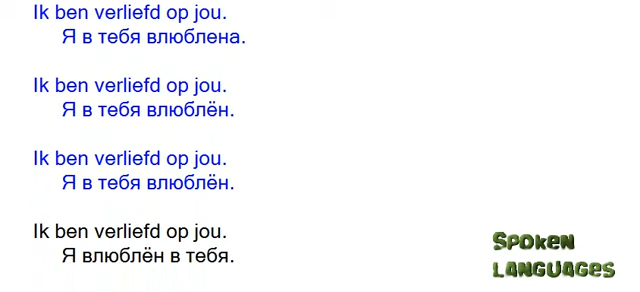 Ik ben verliefd op jou.
Я в тебя влюблена.
Ik ben verliefd op jou.
Я в тебя влюблён.
Ik ben verliefd op jou.
Я в тебя влюблён.
Ik ben verliefd op jou.
Я влюблён в тебя.
SPOKEN
LANGUAGES